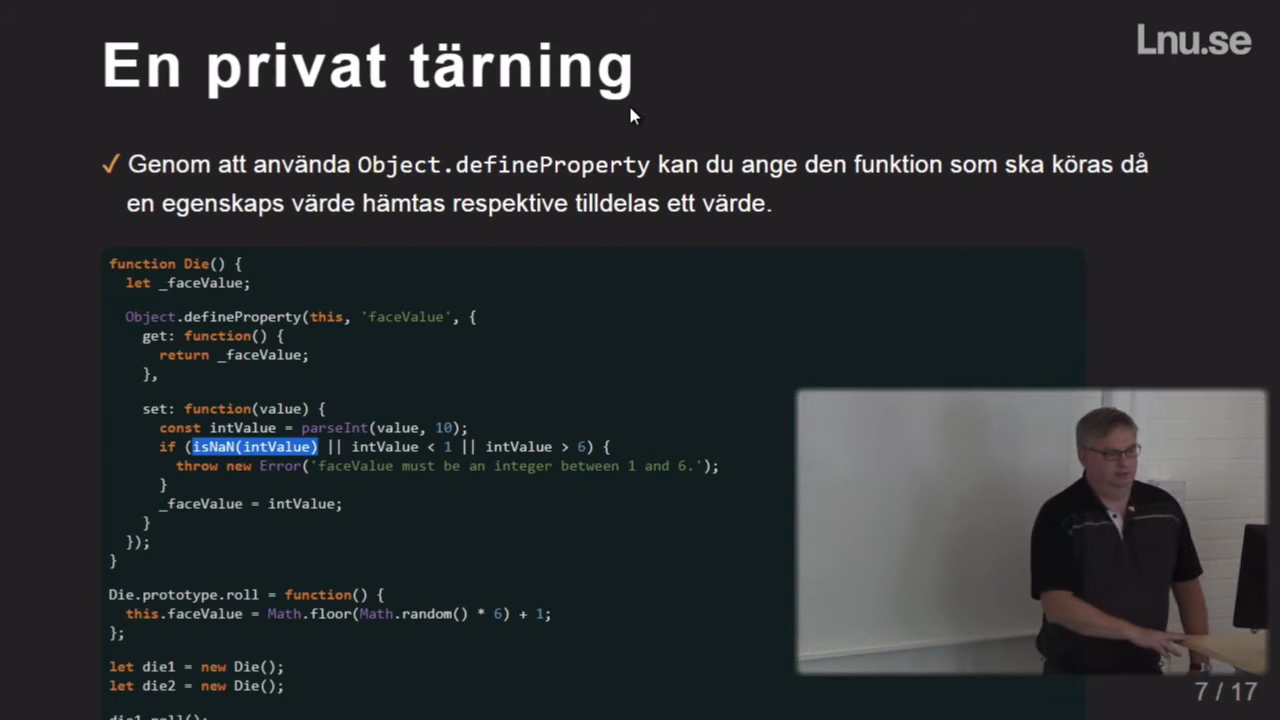 En privat tärning
Lnu.se
✓ Genom att använda Object.defineProperty kan du ange den funktion som ska köras då
en egenskaps värde hämtas respektive tilldelas ett värde.
function Die() {
let _faceValue;
Object.defineProperty(this, 'faceValue', {
get: function() {
return _faceValue;
},
set: function(value) {
const intValue = parseInt(value, 10);
if (isNaN(intValue) || intValue < 1 || intValue > 6) {
throw new Error('faceValue must be an integer between 1 and 6.');
}
_faceValue = intValue;
}
});
}
Die.prototype.roll = function() {
this.faceValue = Math.floor(Math.random() * 6) + 1;
};
let die1 = new Die();
let die2 = new Die();
die1.roll();
7 / 17